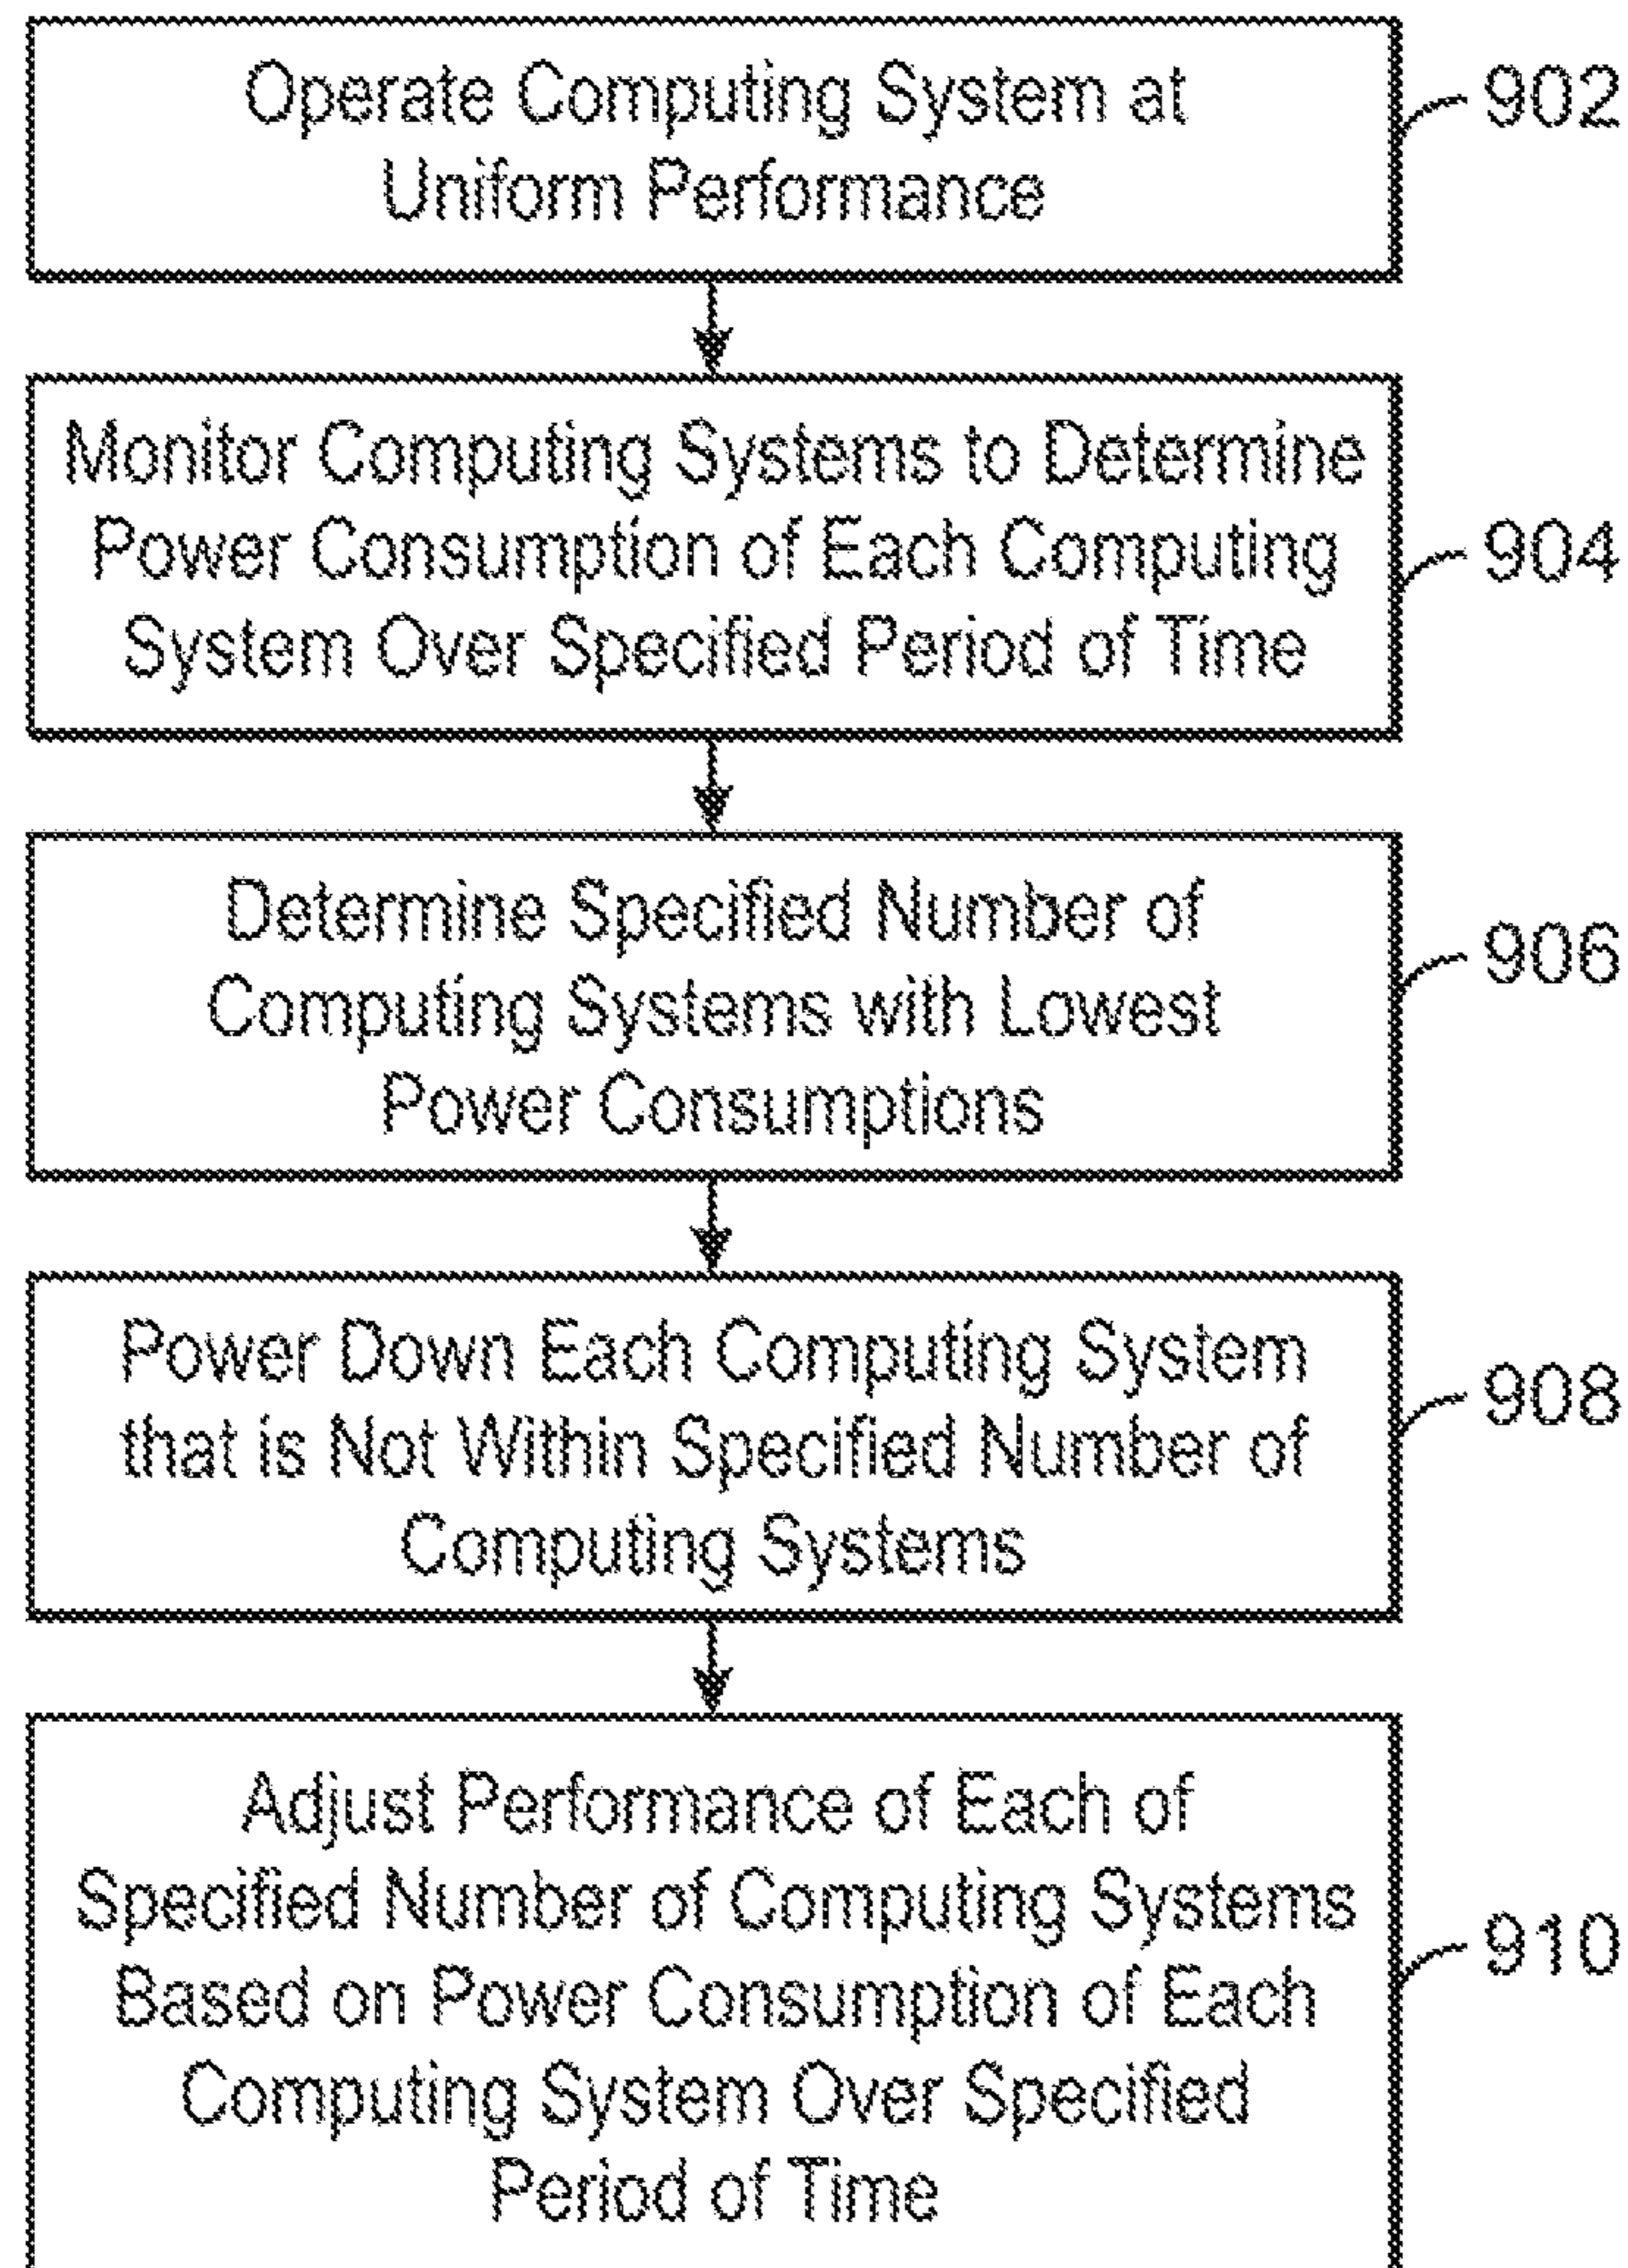 Operate Computing System at
Uniform Performance
902
Monitor Computing Systems to Determine
Power Consumption of Each Computing
System Over Specified Period of Time
904
Determine Specified Number of
Computing Systems with Lowest
Power Consumptions
906
Power Down Each Computing System
that is Not Within Specified Number of
Computing Systems
908
Adjust Performance of Each of
Specified Number of Computing Systems
Based on Power Consumption of Each
Computing System Over Specified
Period of Time
910